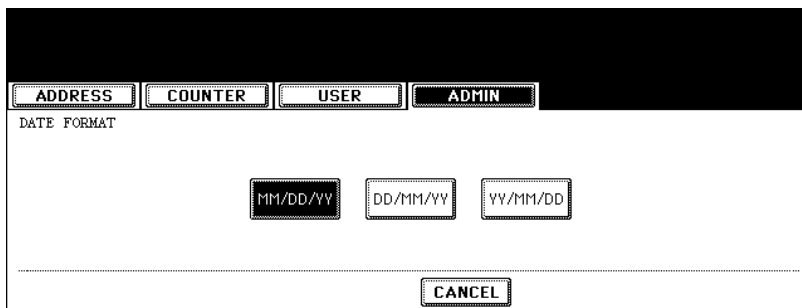 ADDRESS COUNTER USER ADMIN
DATE FORMAT
MM/DD/YY DD/MM/YY YY/MM/DD
CANCEL